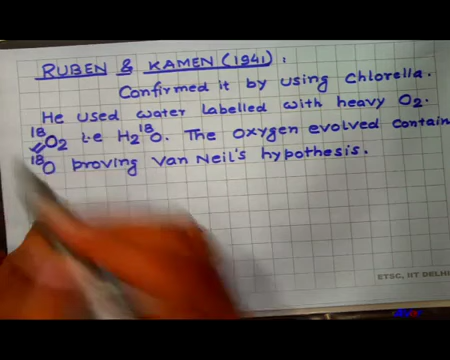 RUBEN & KAMEN (1941) :
Confirmed it by using Chlorella.
He used water labelled with heavy O2.
18O2 i.e H2 18O. The Oxygen evolved contain
18O proving Van Neil's hypothesis.
ETSC, IIT DELHI